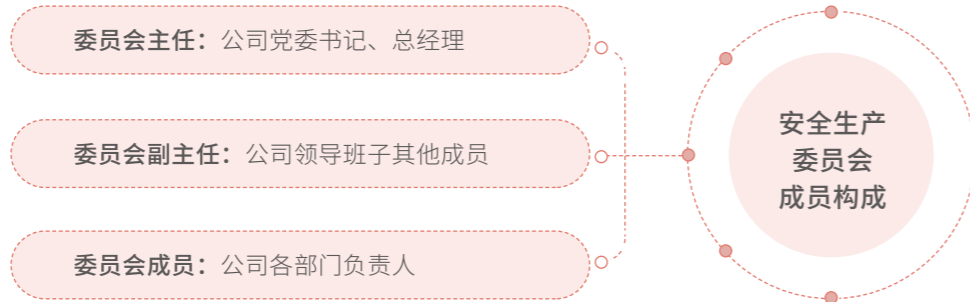 委员会主任：公司党委书记、总经理
委员会副主任：公司领导班子其他成员
委员会成员：公司各部门负责人
安全生产
委员会
成员构成